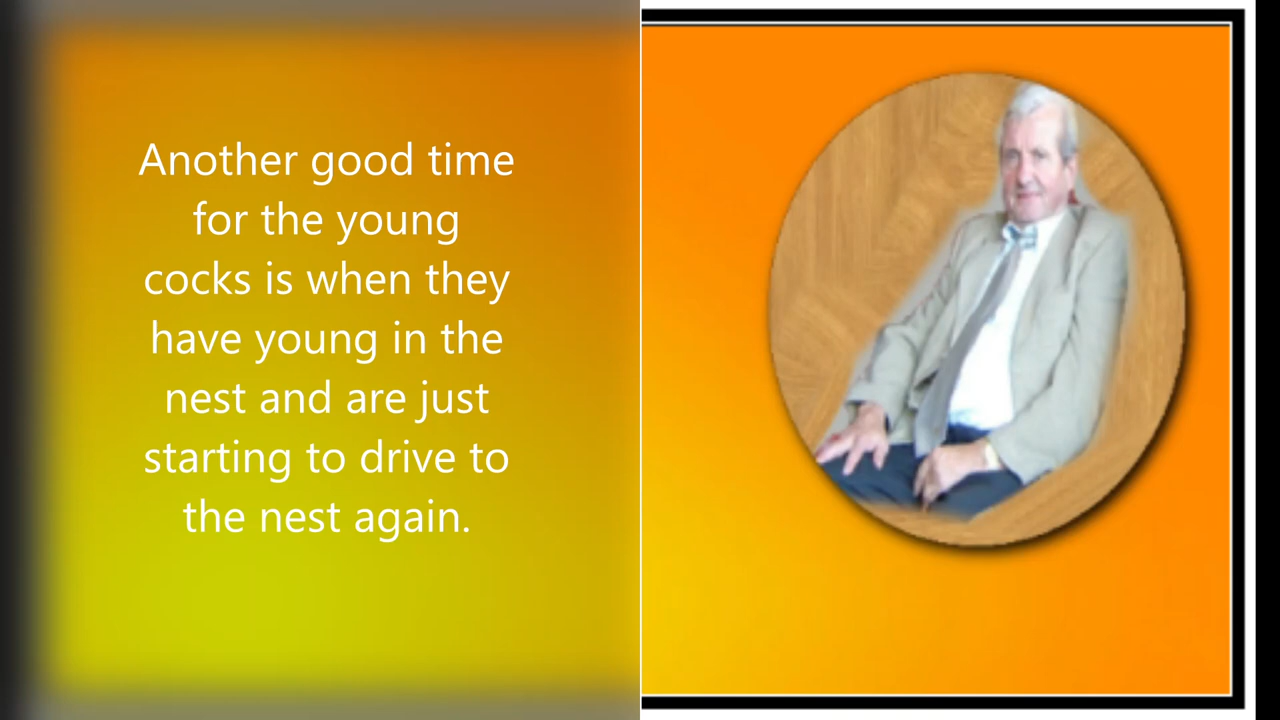 Another good time
for the young
cocks is when they
have young in the
nest and are just
starting to drive to
the nest again.